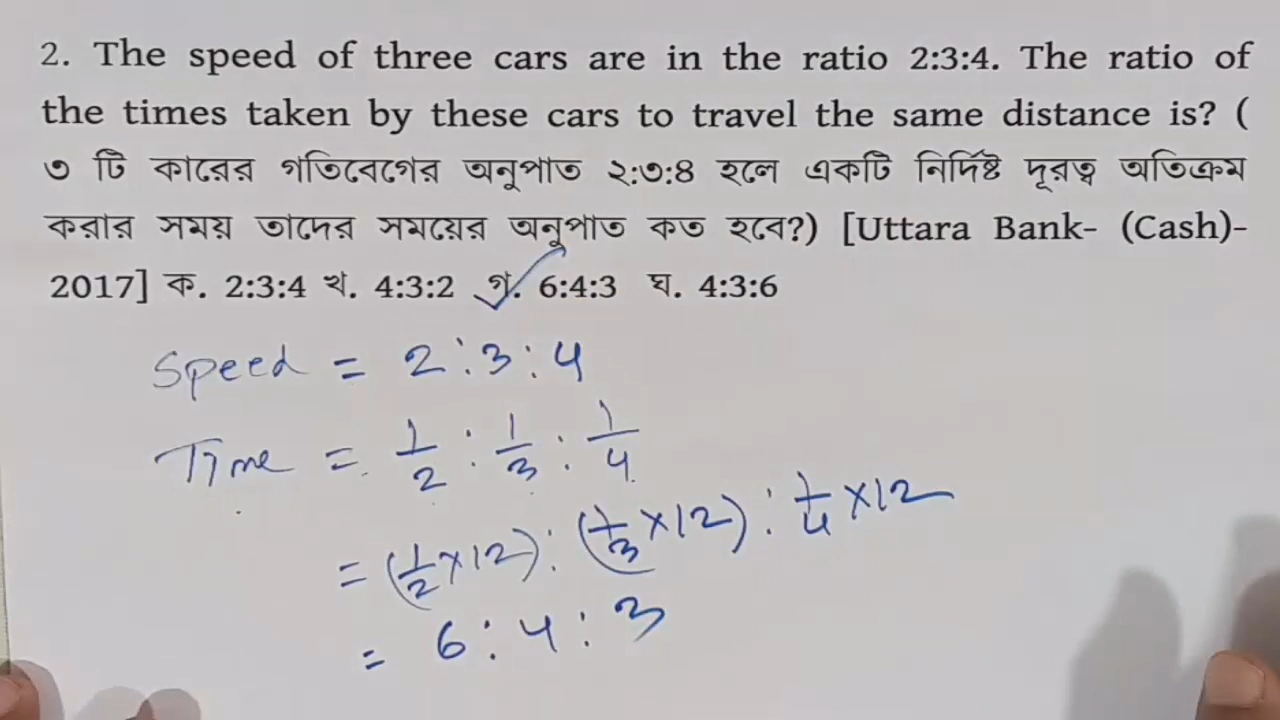 2. The speed of three cars are in the ratio 2:3:4. The ratio of
the times taken by these cars to travel the same distance is? (
৩ টি কারের গতিবেগের অনুপাত ২:৩:৪ হলে একটি নির্দিষ্ট দূরত্ব অতিক্রম
করার সময় তাদের সময়ের অনুপাত কত হবে?) [Uttara Bank- (Cash)-
2017] ক. 2:3:4 খ. 4:3:2 গ. 6:4:3 ঘ. 4:3:6
Speed = 2:3:4
Time = 1/2 : 1/3 : 1/4
= (1/2 × 12) : (1/3 × 12) : 1/4 × 12
= 6 : 4 : 3